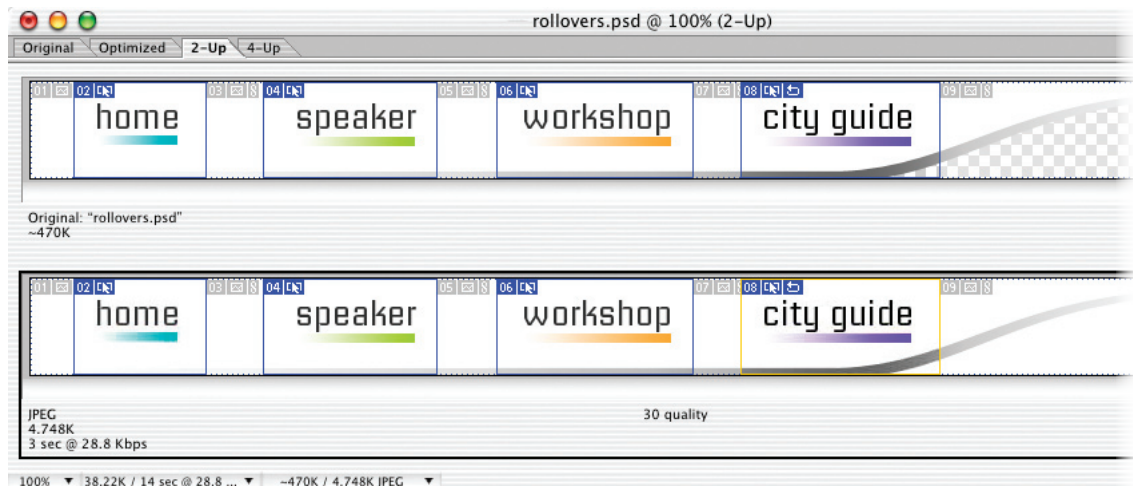 rollovers.psd @ 100% (2-Up)
Original Optimized 2-Up 4-Up
01 02 03 04 05 06 07 08 09
home speaker workshop city guide
Original: "rollovers.psd"
~470K
01 02 03 04 05 06 07 08 09
home speaker workshop city guide
JPEG 30 quality
4.748K
3 sec @ 28.8 Kbps
100% 38.22K / 14 sec @ 28.8 ... ~470K / 4.748K JPEG